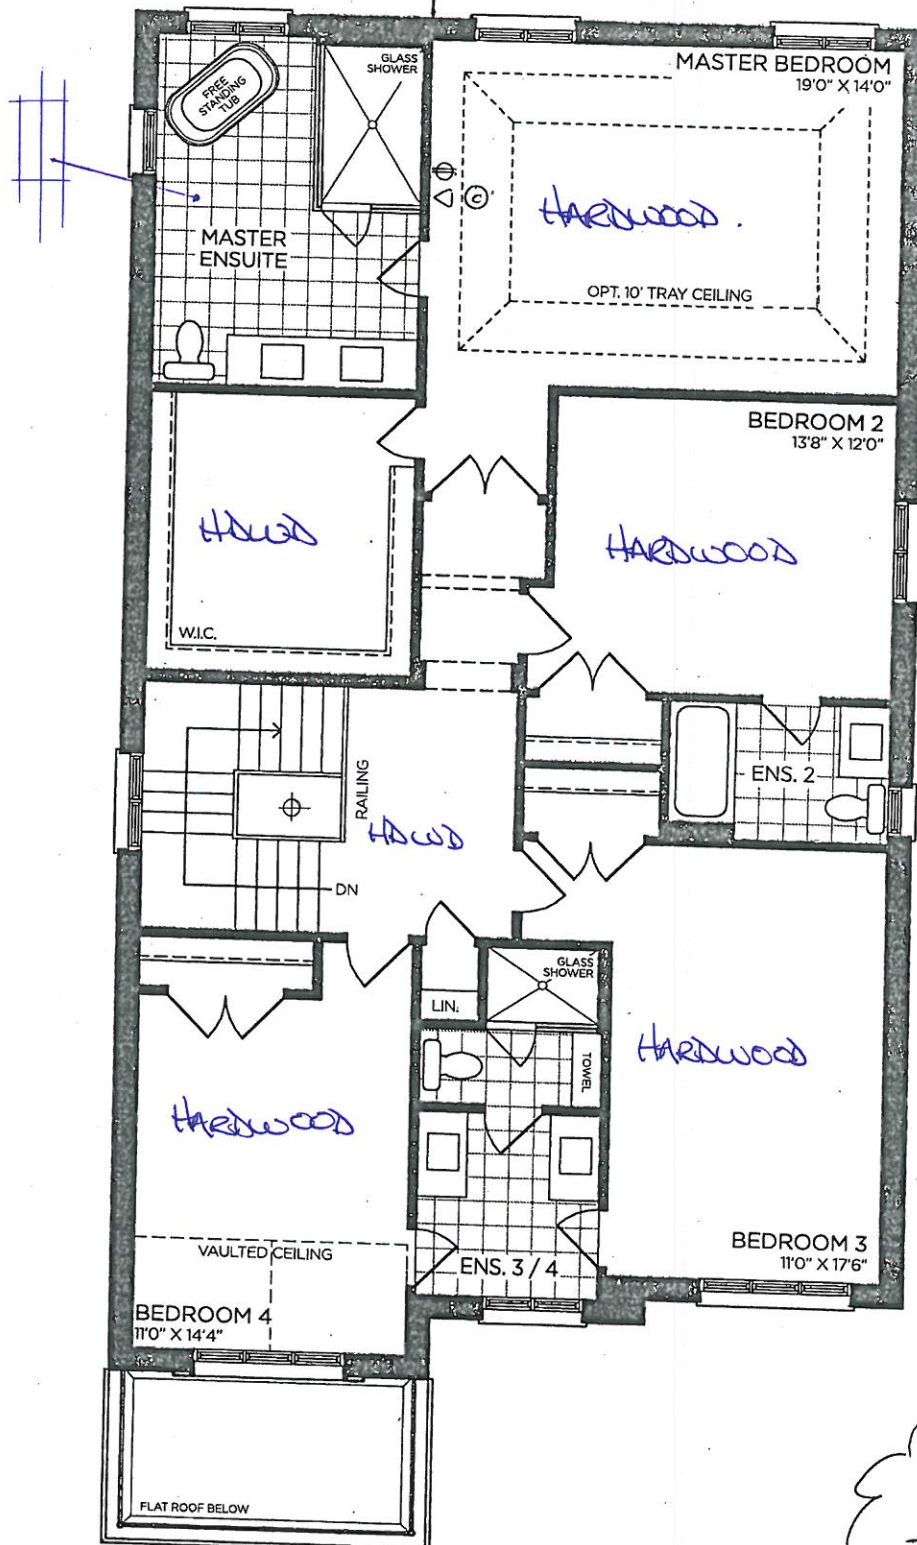 GLASS
SHOWER
FREE
STANDING
TUB
MASTER BEDROOM
19'0" X 14'0"
C
HARDWOOD.
MASTER
ENSUITE
OPT. 10' TRAY CEILING
BEDROOM 2
13'8" X 12'0"
HDWD
HARDWOOD
W.I.C.
RAILING
ENS. 2
HDWD
DN
GLASS
SHOWER
LIN.
TOWEL
HARDWOOD
HARDWOOD
VAULTED CEILING
ENS. 3 / 4
BEDROOM 3
11'0" X 17'6"
BEDROOM 4
11'0" X 14'4"
FLAT ROOF BELOW